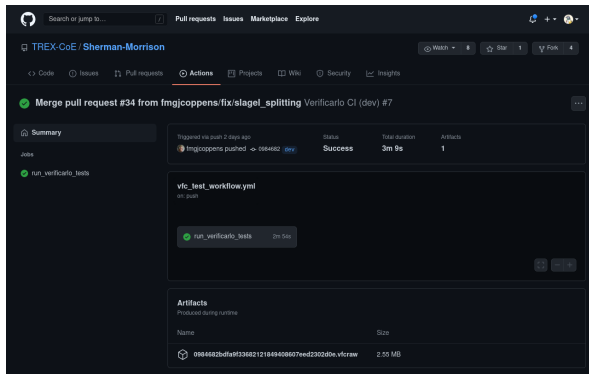 Search or jump to... /
Pull requests Issues Marketplace Explore
TREX-CoE / Sherman-Morrison
Watch 8 Star 1 Fork 4
Code Issues Pull requests Actions Projects Wiki Security Insights
Merge pull request #34 from fmgjcoppens/fix/slagel_splitting Verificarlo CI (dev) #7
Summary
Jobs
run_verificarlo_tests
Triggered via push 2 days ago Status Total duration Artifacts
fmgjcoppens pushed 0984682 dev Success 3m 9s 1
vfc_test_workflow.yml
on: push
run_verificarlo_tests 2m 54s
Artifacts
Produced during runtime
Name Size
0984682bdfa9f33682121849408607eed2302d0e.vfcraw 2.55 MB